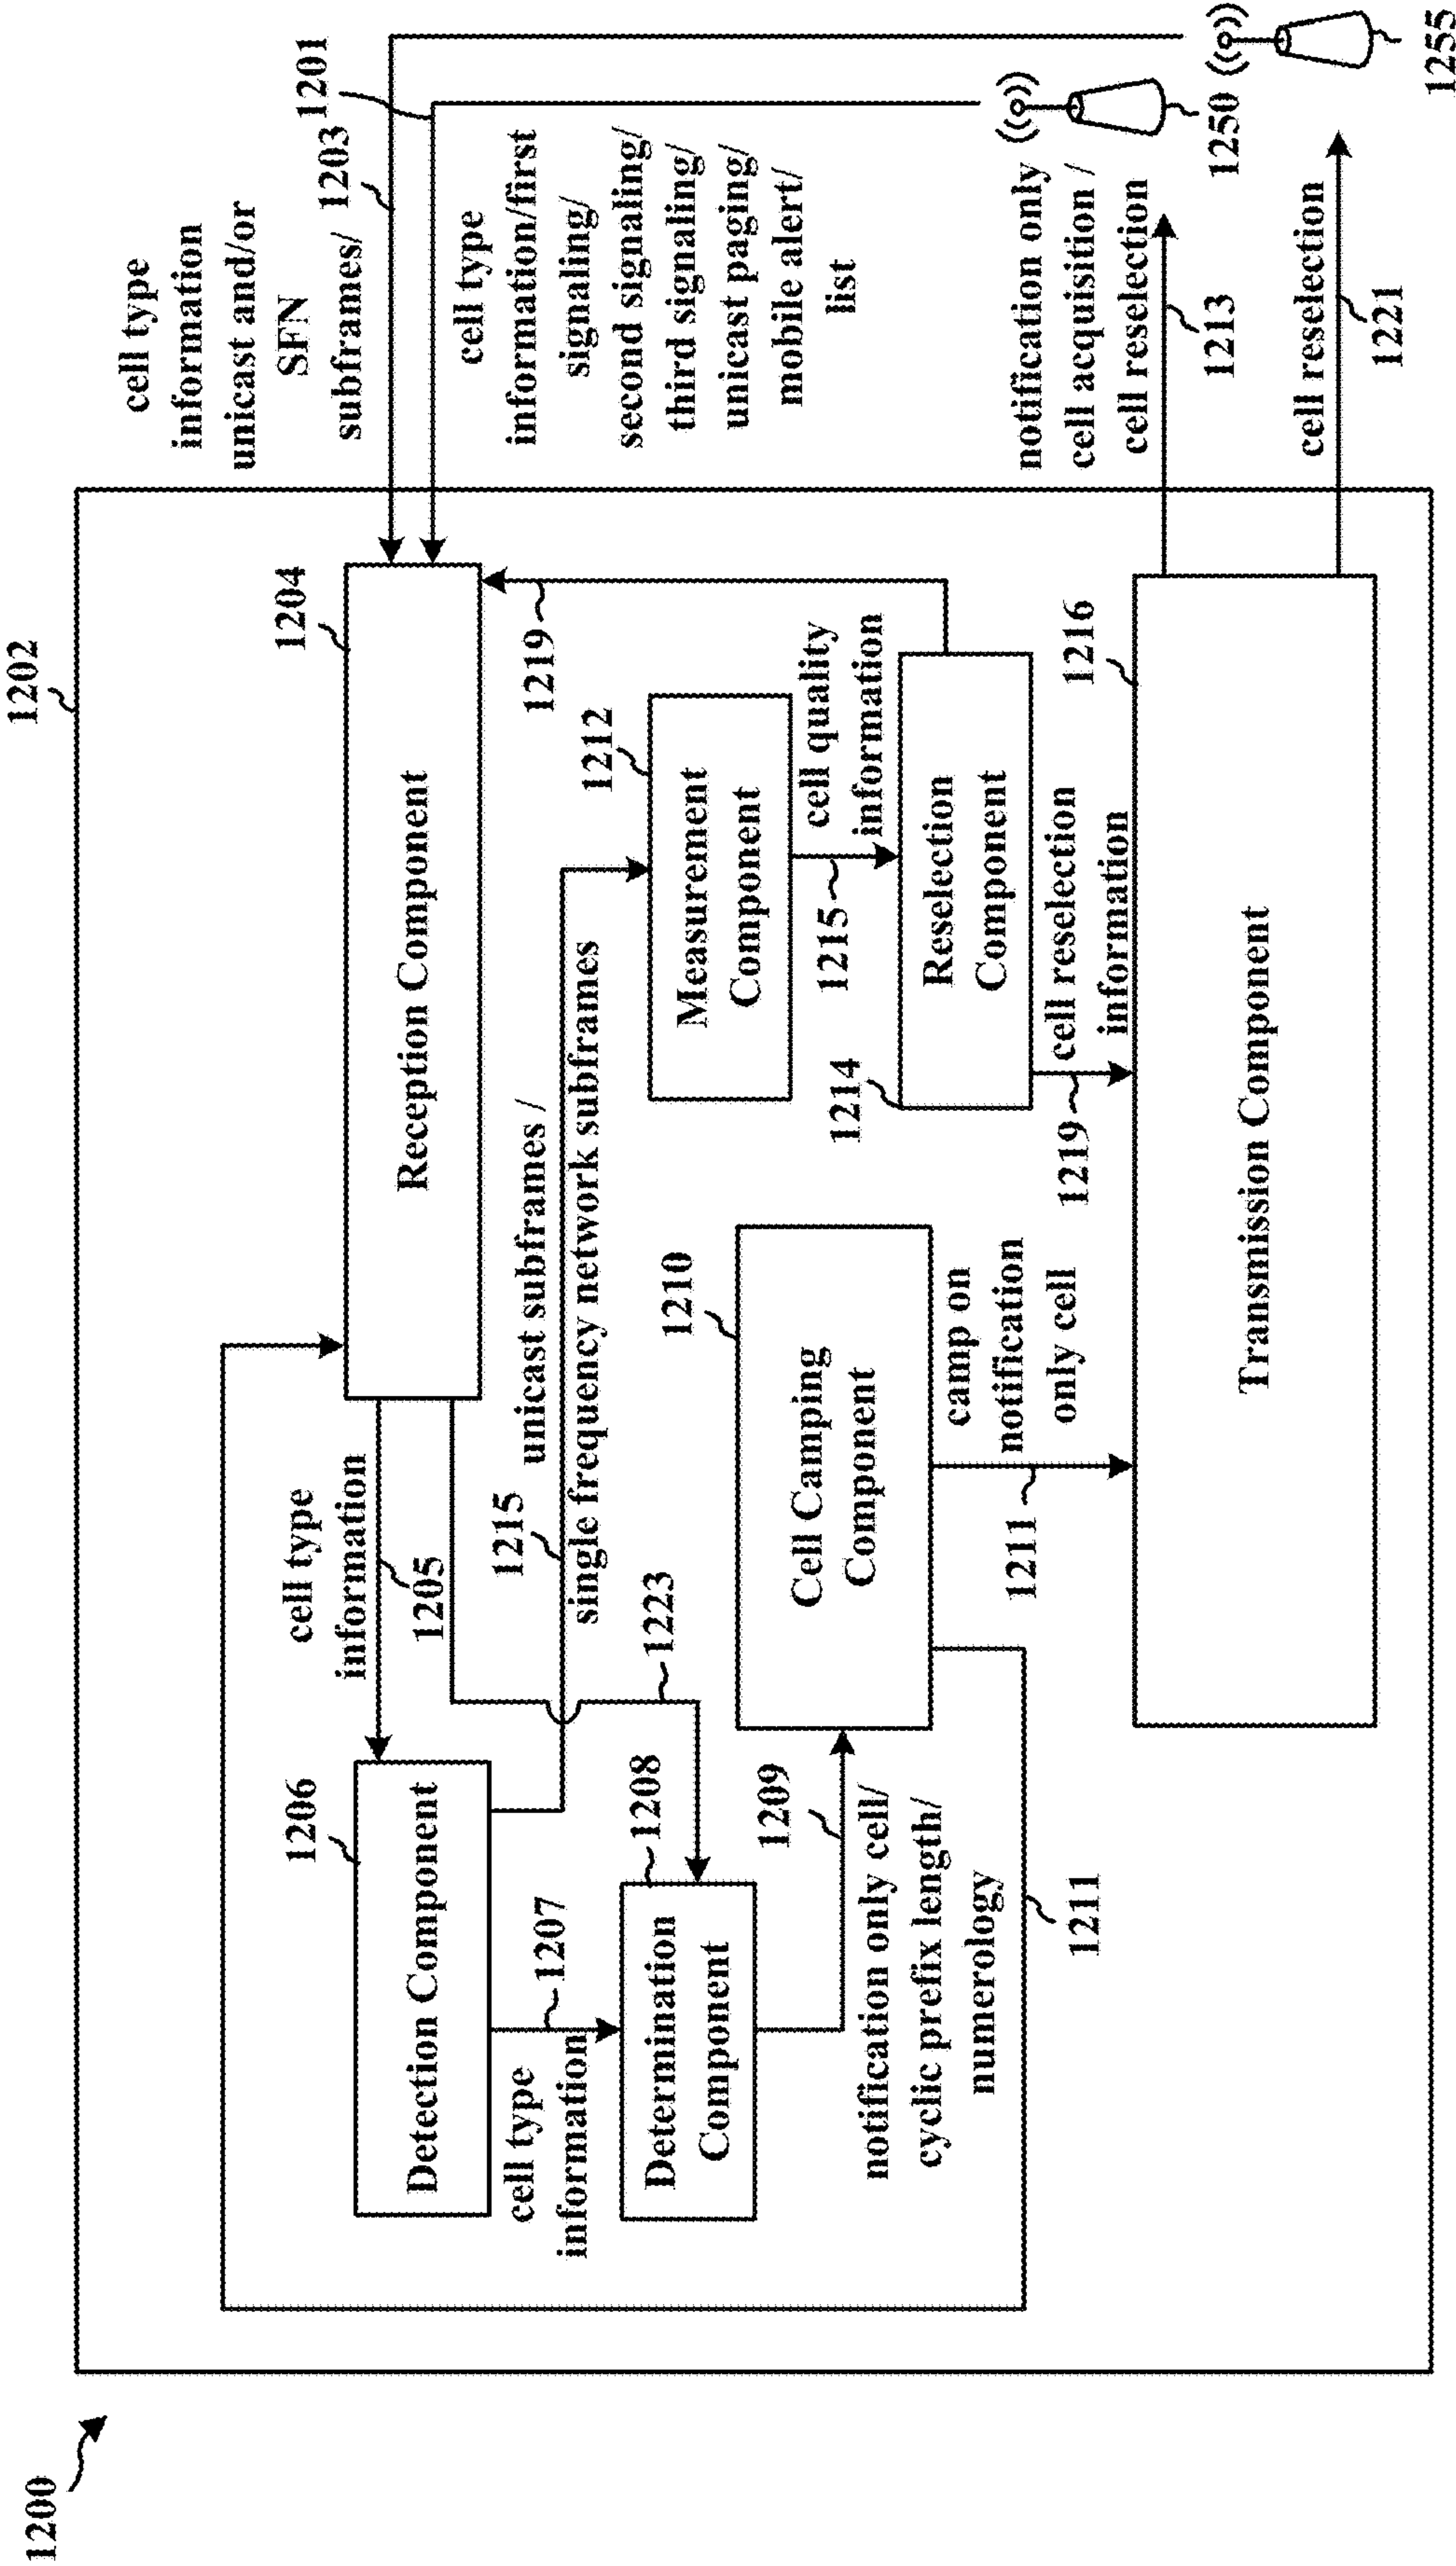 1200
1202
cell type
information
unicast and/or
SFN
subframes/
1203
1201
cell type
information/first
signaling/
second signaling/
third signaling/
unicast paging/
mobile alert/
list
1204
Reception Component
1219
cell type
information
1205
1206
Detection Component
1215
unicast subframes /
single frequency network subframes
1223
1212
Measurement
Component
cell quality
information
1215
1214
Reselection
Component
cell reselection
information
1219
cell type
information
1207
1208
Determination
Component
1209
notification only cell/
cyclic prefix length/
numerology
1210
Cell Camping
Component
camp on
notification
only cell
1211
1211
1216
Transmission Component
notification only
cell acquisition /
cell reselection
1213
1250
cell reselection
1221
1255